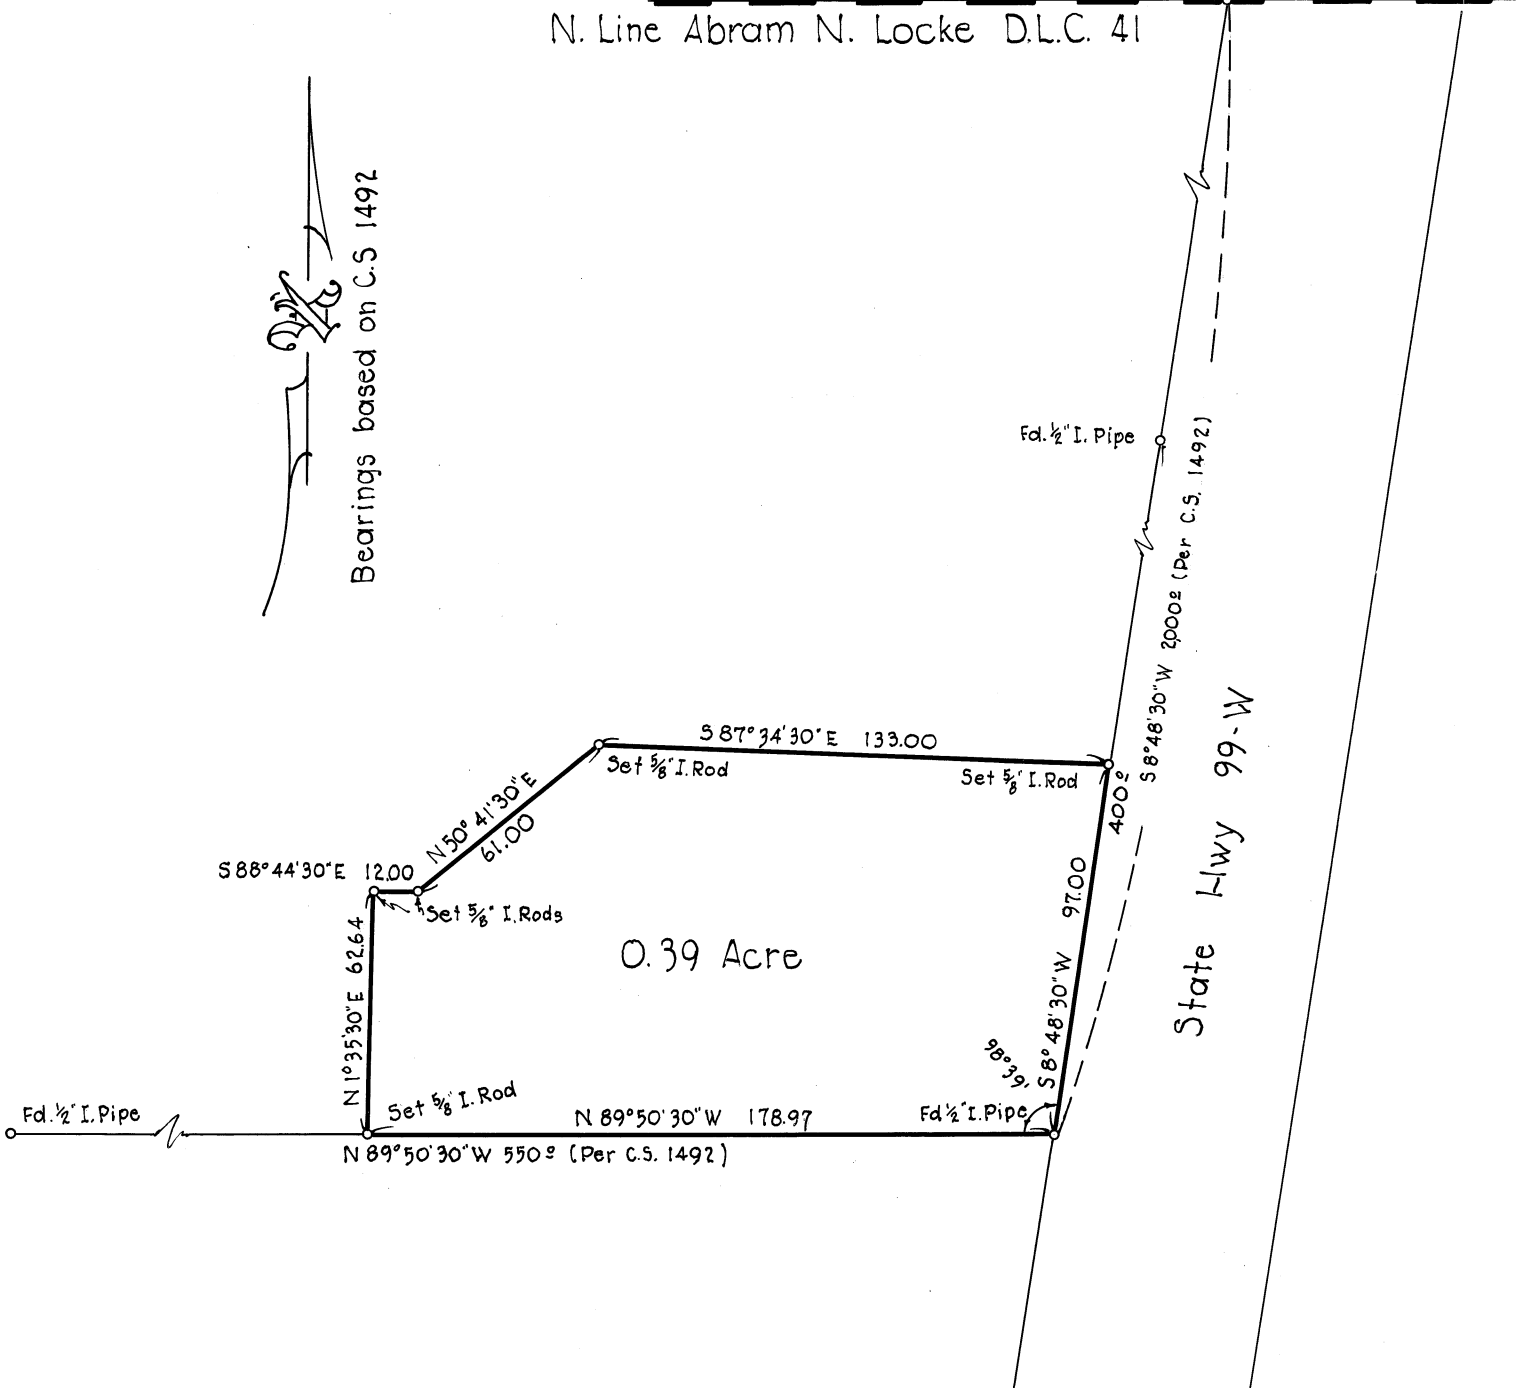 N. Line Abram N. Locke D.L.C. 41
Bearings based on C.S 1492
Fd. ½" I. Pipe
S 8° 48' 30" W 2000º (Per C.S. 1492)
State Hwy 99-W
S 87° 34' 30" E 133.00
Set ⅝" I. Rod
Set ⅝" I. Rod
400º
N 50° 41' 30" E
61.00
S 88° 44' 30" E 12.00
Set ⅝" I. Rods
N 1° 35' 30" E 62.64
0.39 Acre
S 8° 48' 30" W 97.00
98° 39'
Fd. ½" I. Pipe
Set ⅝" I. Rod
N 89° 50' 30" W 178.97
Fd ½" I. Pipe
N 89° 50' 30" W 550º (Per C.S. 1492)